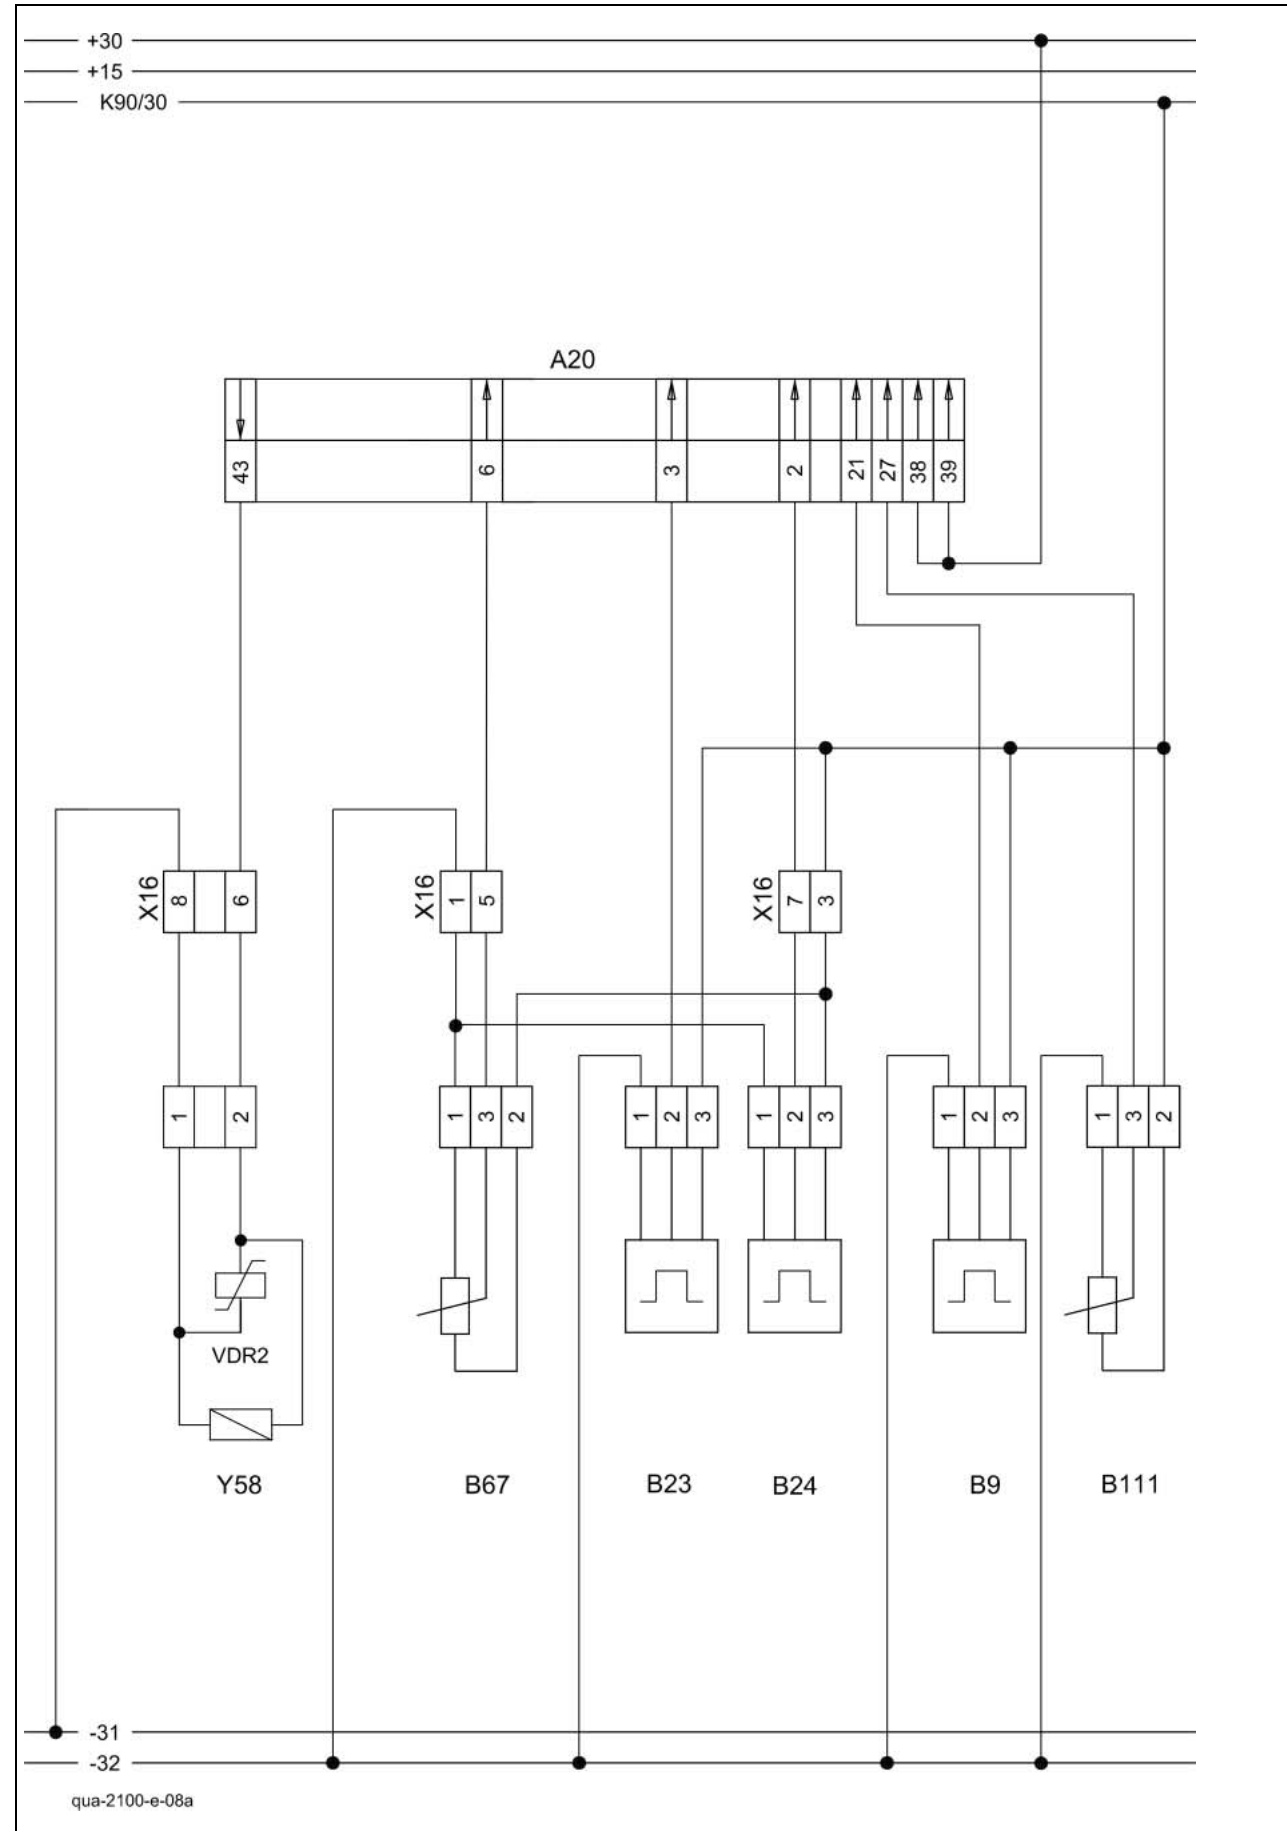 +30
+15
K90/30
A20
43 6 3 2 21 27 38 39
X16 8 6 X16 1 5 X16 7 3
1 2 1 3 2 1 2 3 1 2 3 1 2 3 1 3 2
VDR2
Y58 B67 B23 B24 B9 B111
-31
-32
qua-2100-e-08a